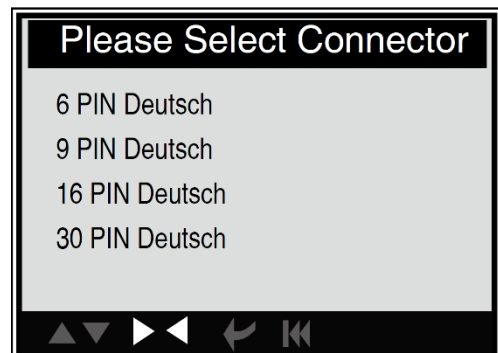 Please Select Connector
6 PIN Deutsch
9 PIN Deutsch
16 PIN Deutsch
30 PIN Deutsch